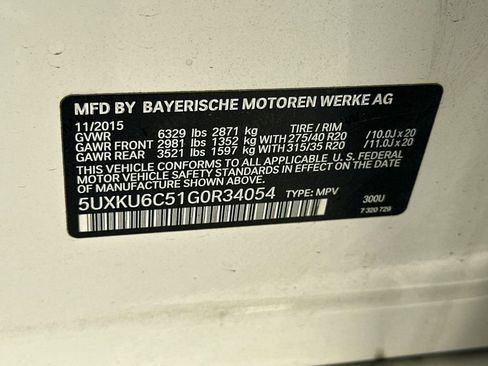 MFD BY BAYERISCHE MOTOREN WERKE AG
11/2015 TIRE / RIM
GVWR 6329 lbs 2871 kg
GAWR FRONT 2981 lbs 1352 kg WITH 275/40 R20 /10.0J x 20
GAWR REAR 3521 lbs 1597 kg WITH 315/35 R20 /11.0J x 20
THIS VEHICLE CONFORMS TO ALL APPLICABLE U.S. FEDERAL
MOTOR VEHICLE SAFETY STANDARDS IN EFFECT ON THE
DATE OF MANUFACTURE SHOWN ABOVE.
5UXKU6C51G0R34054 TYPE: MPV 300U
7 320 729